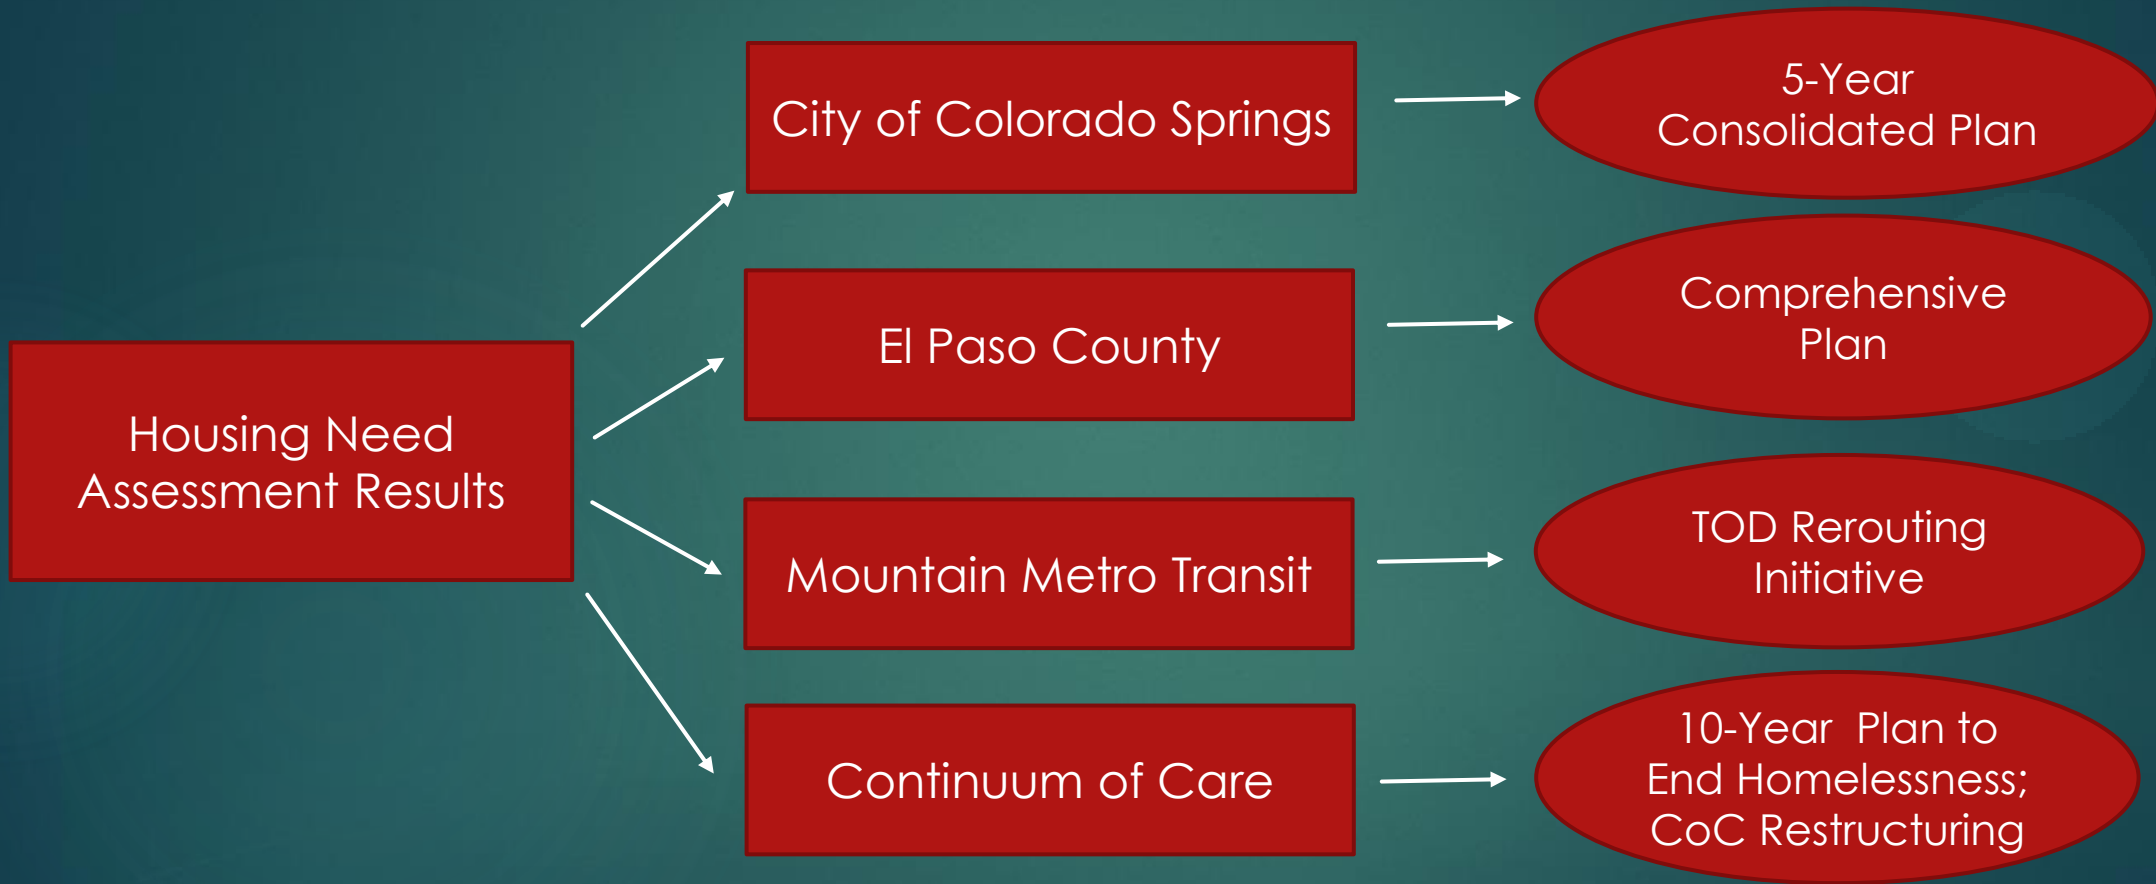 Housing Need
Assessment Results
City of Colorado Springs
5-Year
Consolidated Plan
El Paso County
Comprehensive
Plan
Mountain Metro Transit
TOD Rerouting
Initiative
Continuum of Care
10-Year  Plan to
End Homelessness;
CoC Restructuring